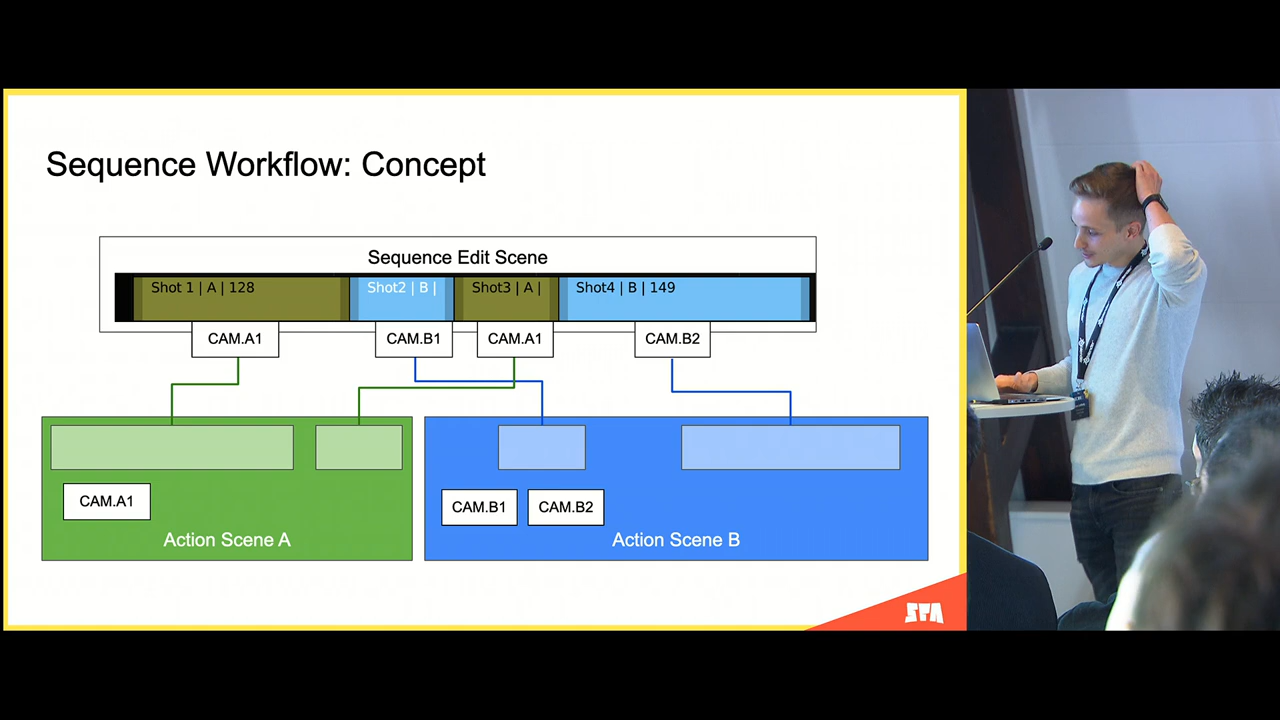 Sequence Workflow: Concept
Sequence Edit Scene
Shot 1 | A | 128
Shot2 | B |
Shot3 | A |
Shot4 | B | 149
CAM.A1
CAM.B1
CAM.A1
CAM.B2
CAM.A1
CAM.B1
CAM.B2
Action Scene A
Action Scene B
SPA